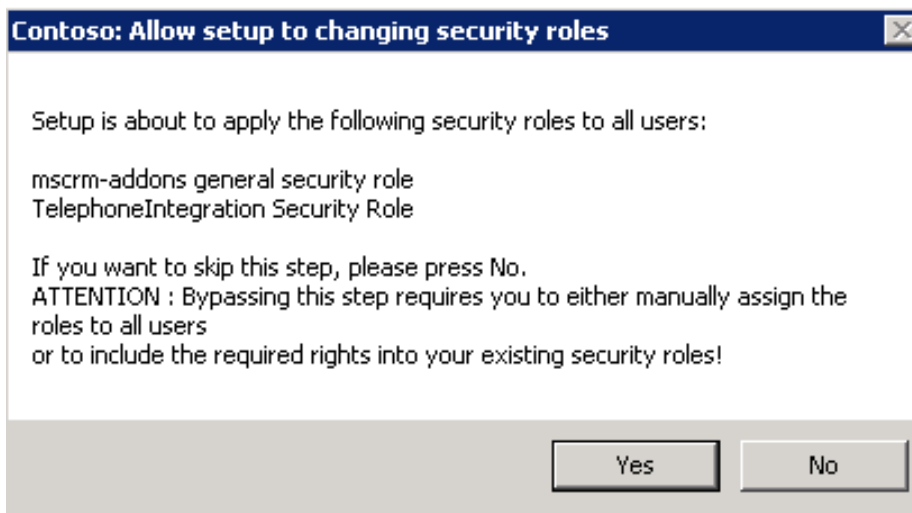 Contoso: Allow setup to changing security roles
Setup is about to apply the following security roles to all users:
mscrm-addons general security role
TelephoneIntegration Security Role
If you want to skip this step, please press No.
ATTENTION : Bypassing this step requires you to either manually assign the
roles to all users
or to include the required rights into your existing security roles!
Yes
No